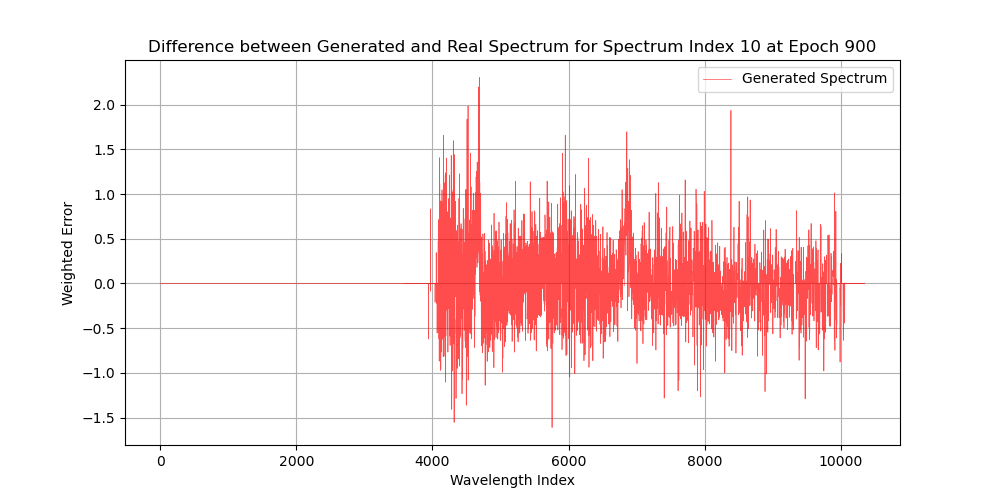 Difference between Generated and Real Spectrum for Spectrum Index 10 at Epoch 900
Generated Spectrum
Weighted Error
2.0
1.5
1.0
0.5
0.0
−0.5
−1.0
−1.5
0 2000 4000 6000 8000 10000
Wavelength Index